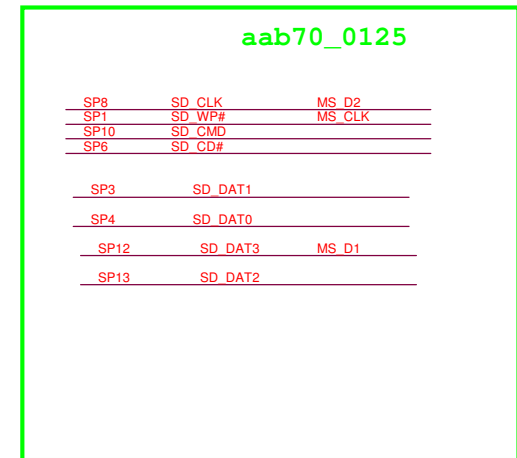 aab70_0125
SP8 SD_CLK MS_D2
SP1 SD_WP# MS_CLK
SP10 SD_CMD
SP6 SD_CD#
SP3 SD_DAT1
SP4 SD_DAT0
SP12 SD_DAT3 MS_D1
SP13 SD_DAT2